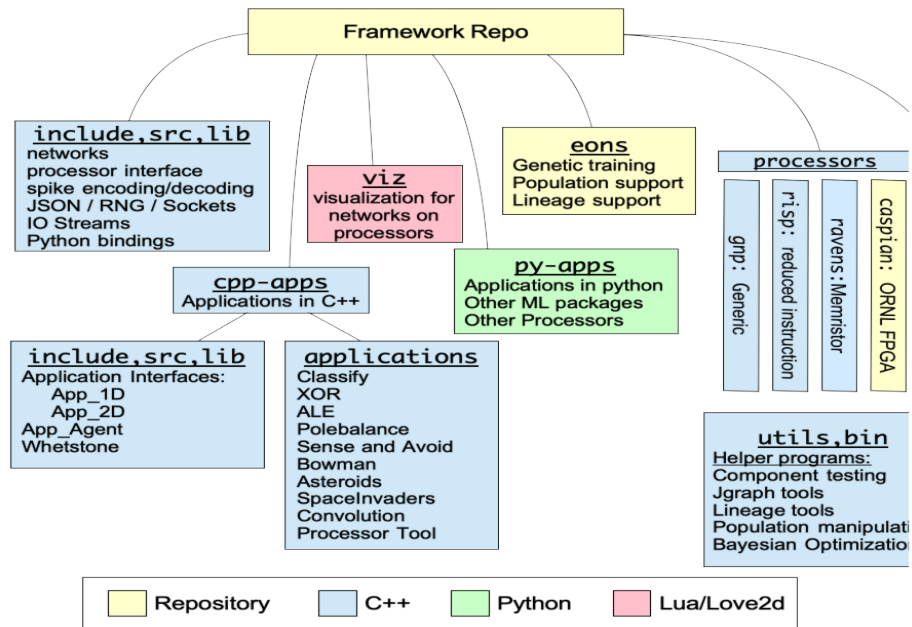 Framework Repo
include,src,lib
networks
processor interface
spike encoding/decoding
JSON / RNG / Sockets
IO Streams
Python bindings
viz
visualization for
networks on
processors
eons
Genetic training
Population support
Lineage support
processors
gnp: Generic
risp: reduced instruction
ravens:Memristor
caspian: ORNL FPGA
cpp-apps
Applications in C++
py-apps
Applications in python
Other ML packages
Other Processors
include,src,lib
Application Interfaces:
App_1D
App_2D
App_Agent
Whetstone
applications
Classify
XOR
ALE
Polebalance
Sense and Avoid
Bowman
Asteroids
SpaceInvaders
Convolution
Processor Tool
utils,bin
Helper programs:
Component testing
Jgraph tools
Lineage tools
Population manipulati
Bayesian Optimizatio
Repository
C++
Python
Lua/Love2d